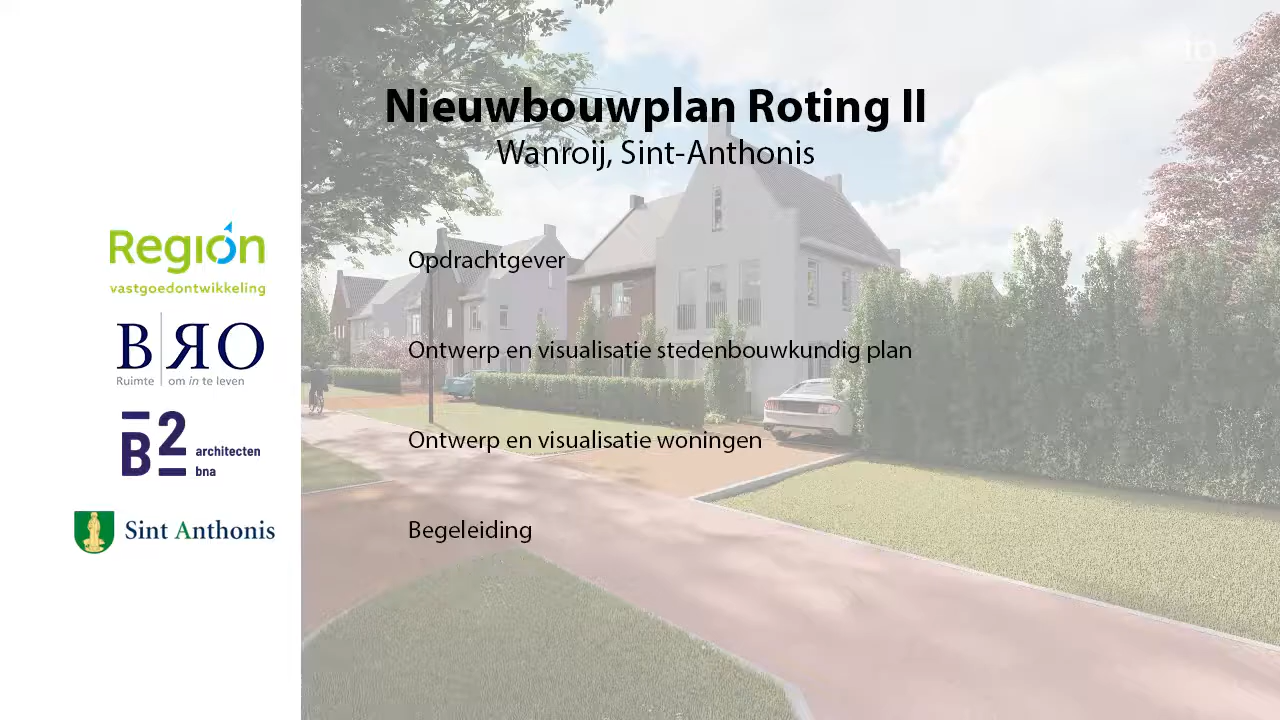 Nieuwbouwplan Roting II
Wanroij, Sint-Anthonis
Región
vastgoedontwikkeling
Opdrachtgever
BRO
Ruimte om in te leven
Ontwerp en visualisatie stedenbouwkundig plan
B2 architecten
bna
Ontwerp en visualisatie woningen
Sint Anthonis
Begeleiding